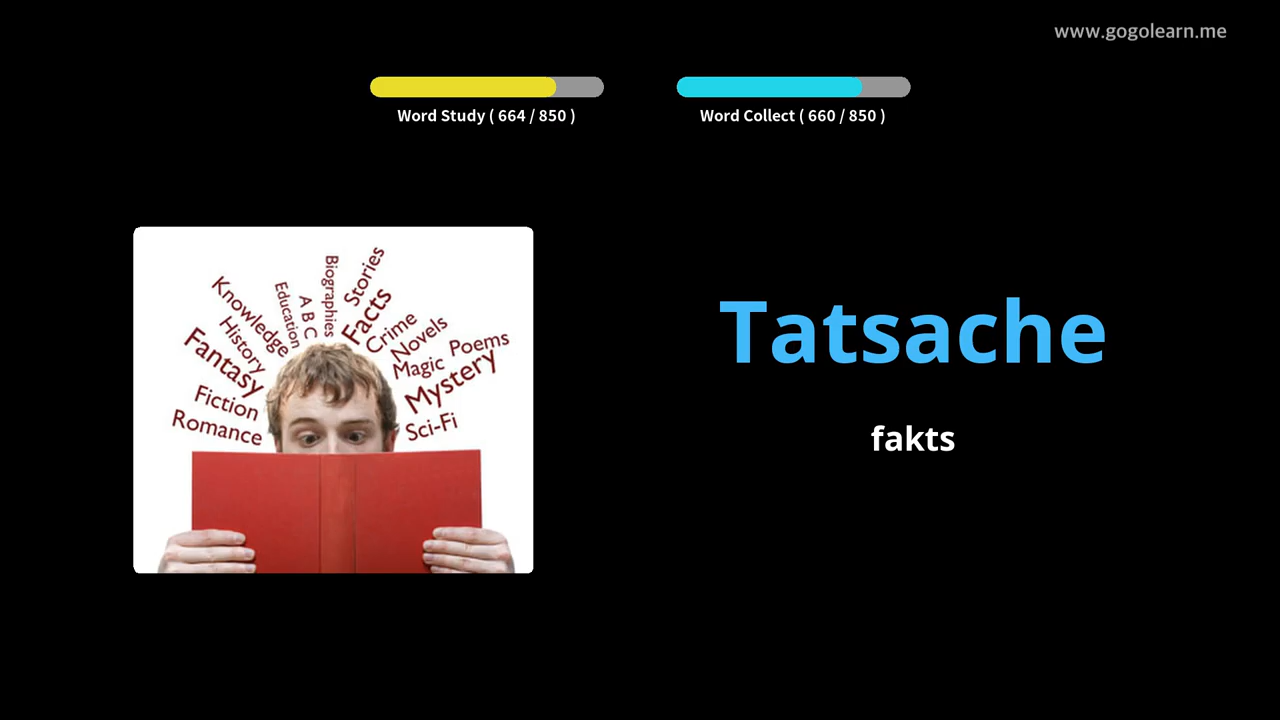 www.gogolearn.me
Word Study ( 664 / 850 )
Word Collect ( 660 / 850 )
Tatsache
fakts
Romance
Fiction
Fantasy
History
Knowledge
Education
A B C
Biographies
Stories
Facts
Crime
Novels
Magic
Poems
Mystery
Sci-Fi